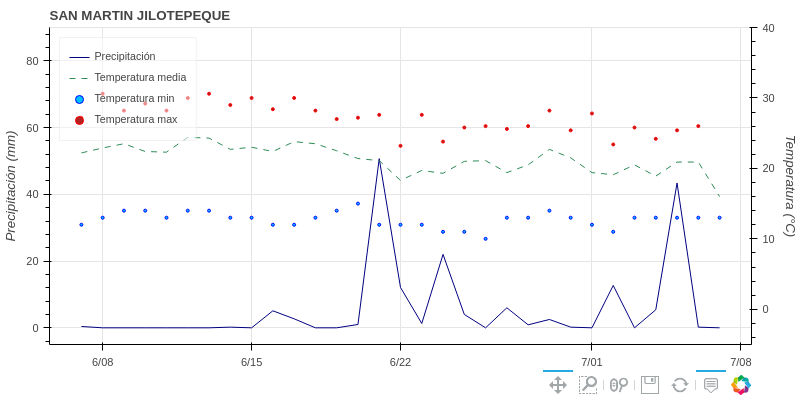 SAN MARTIN JILOTEPEQUE
Precipitación
Temperatura media
Temperatura min
Temperatura max
Precipitación (mm)
80
60
40
20
0
40
30
20
10
0
Temperatura (°C)
6/08
6/15
6/22
7/01
7/08